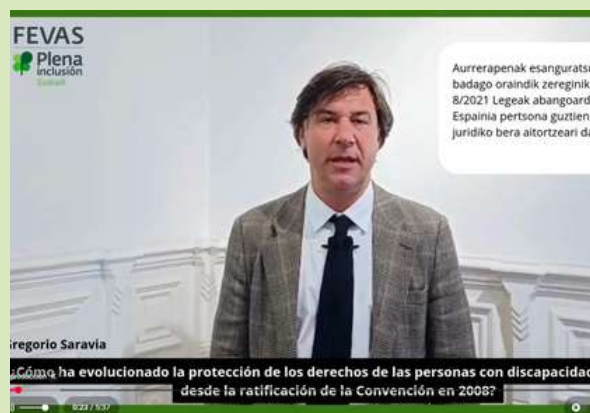 FEVAS
Plena
inclusión
Euskadi
Aurrerapenak esanguratsu
badago oraindik zereginik
8/2021 Legeak abangoard
Espainia pertsona guztien
juridiko bera aitortzeari da
Gregorio Saravia
¿Cómo ha evolucionado la protección de los derechos de las personas con discapacidad
desde la ratificación de la Convención en 2008?
0:23 / 5:37